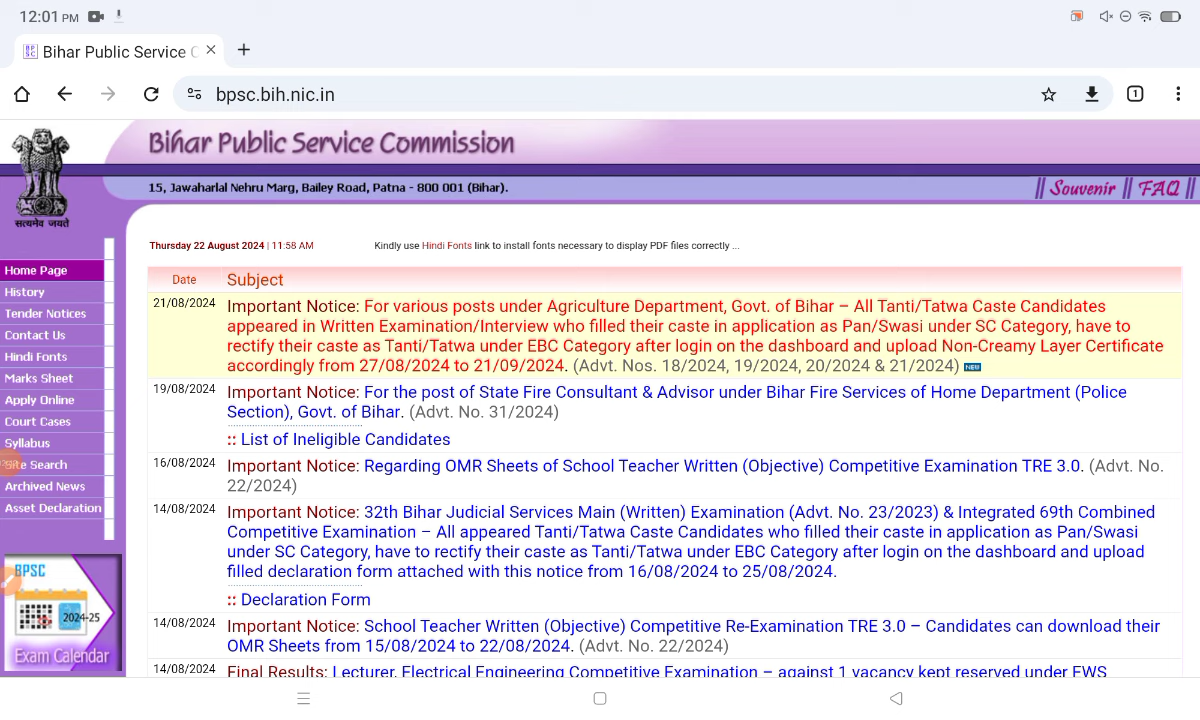 12:01 PM
Bihar Public Service C
bpsc.bih.nic.in
1
Bihar Public Service Commission
15, Jawaharlal Nehru Marg, Bailey Road, Patna - 800 001 (Bihar).
|| Souvenir || FAQ ||
सत्यमेव जयते
Thursday 22 August 2024 | 11:58 AM
Kindly use Hindi Fonts link to install fonts necessary to display PDF files correctly ...
Home Page
History
Tender Notices
Contact Us
Hindi Fonts
Marks Sheet
Apply Online
Court Cases
Syllabus
Site Search
Archived News
Asset Declaration
BPSC
2024-25
Exam Calendar
Date Subject
21/08/2024 Important Notice: For various posts under Agriculture Department, Govt. of Bihar – All Tanti/Tatwa Caste Candidates
appeared in Written Examination/Interview who filled their caste in application as Pan/Swasi under SC Category, have to
rectify their caste as Tanti/Tatwa under EBC Category after login on the dashboard and upload Non-Creamy Layer Certificate
accordingly from 27/08/2024 to 21/09/2024. (Advt. Nos. 18/2024, 19/2024, 20/2024 & 21/2024) NEW
19/08/2024 Important Notice: For the post of State Fire Consultant & Advisor under Bihar Fire Services of Home Department (Police
Section), Govt. of Bihar. (Advt. No. 31/2024)
:: List of Ineligible Candidates
16/08/2024 Important Notice: Regarding OMR Sheets of School Teacher Written (Objective) Competitive Examination TRE 3.0. (Advt. No.
22/2024)
14/08/2024 Important Notice: 32th Bihar Judicial Services Main (Written) Examination (Advt. No. 23/2023) & Integrated 69th Combined
Competitive Examination – All appeared Tanti/Tatwa Caste Candidates who filled their caste in application as Pan/Swasi
under SC Category, have to rectify their caste as Tanti/Tatwa under EBC Category after login on the dashboard and upload
filled declaration form attached with this notice from 16/08/2024 to 25/08/2024.
:: Declaration Form
14/08/2024 Important Notice: School Teacher Written (Objective) Competitive Re-Examination TRE 3.0 – Candidates can download their
OMR Sheets from 15/08/2024 to 22/08/2024. (Advt. No. 22/2024)
14/08/2024 Final Results: Lecturer, Electrical Engineering Competitive Examination – against 1 vacancy kept reserved under EWS